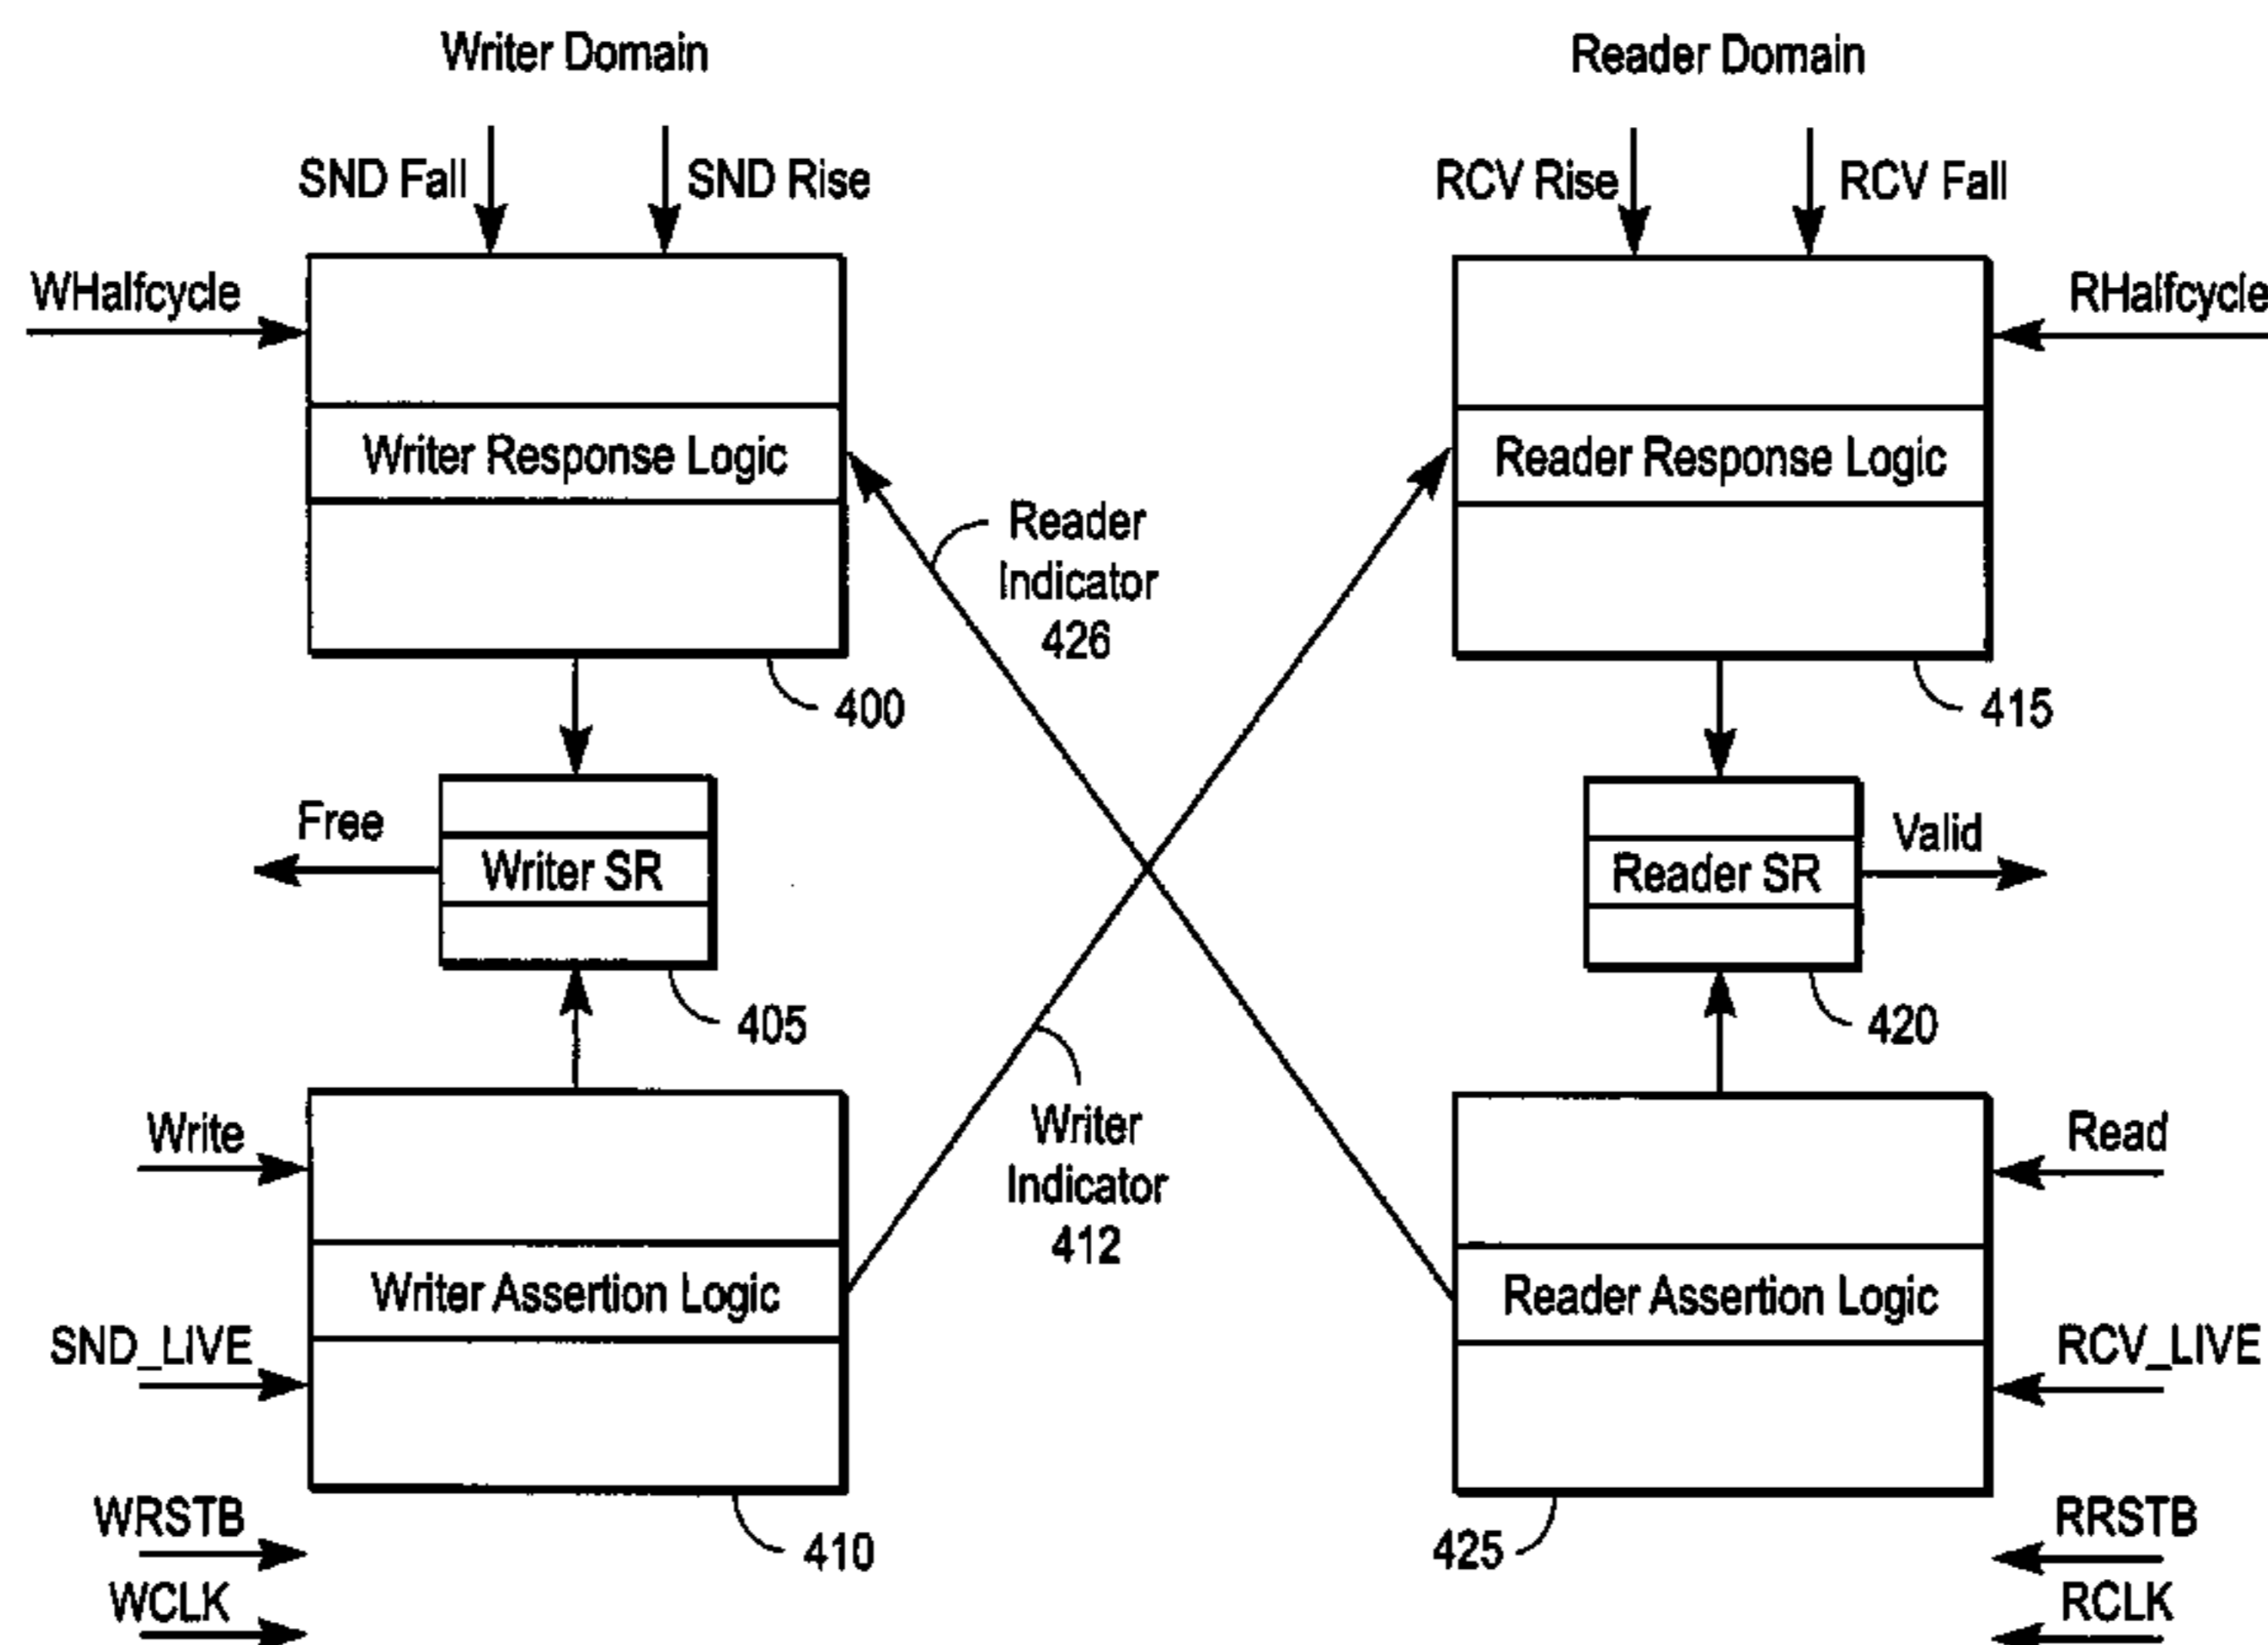 Writer Domain
Reader Domain
SND Fall
SND Rise
RCV Rise
RCV Fall
WHalfcycle
RHalfcycle
Writer Response Logic
Reader Response Logic
Reader
Indicator
426
400
415
Free
Writer SR
Reader SR
Valid
405
420
Write
Writer
Indicator
412
Read
Writer Assertion Logic
Reader Assertion Logic
SND_LIVE
RCV_LIVE
WRSTB
410
425
RRSTB
WCLK
RCLK